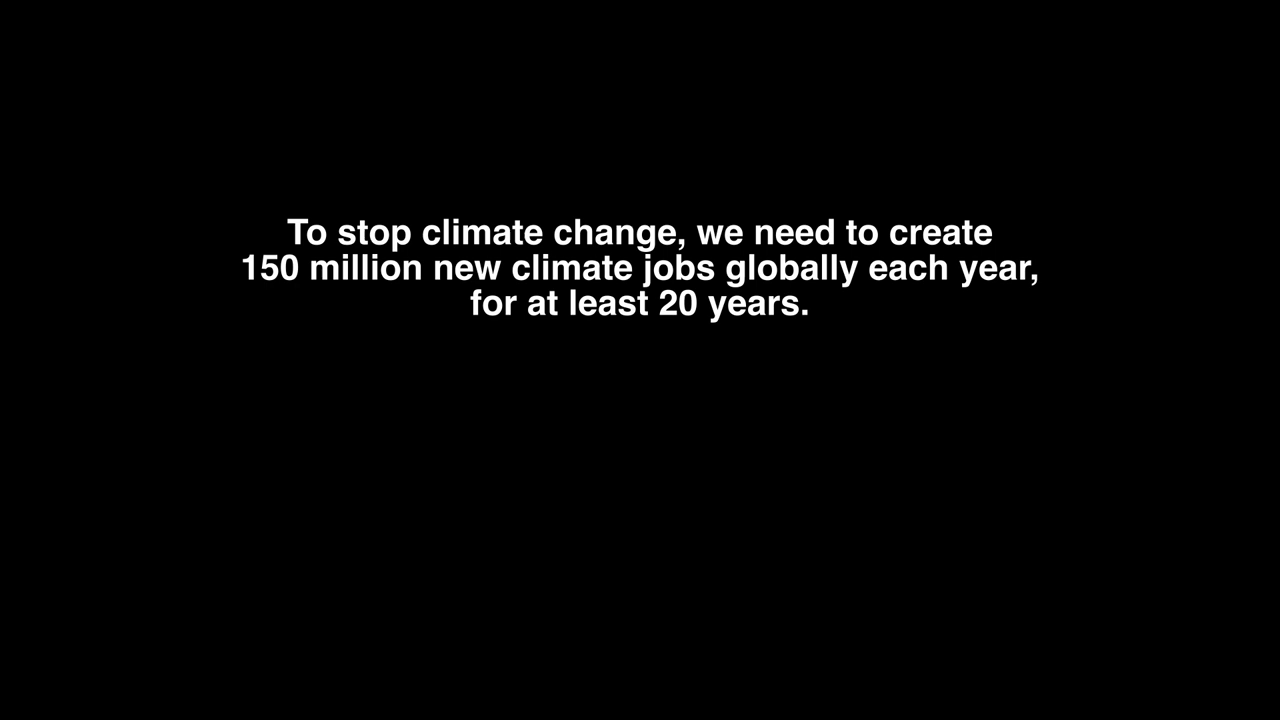 To stop climate change, we need to create
150 million new climate jobs globally each year,
for at least 20 years.